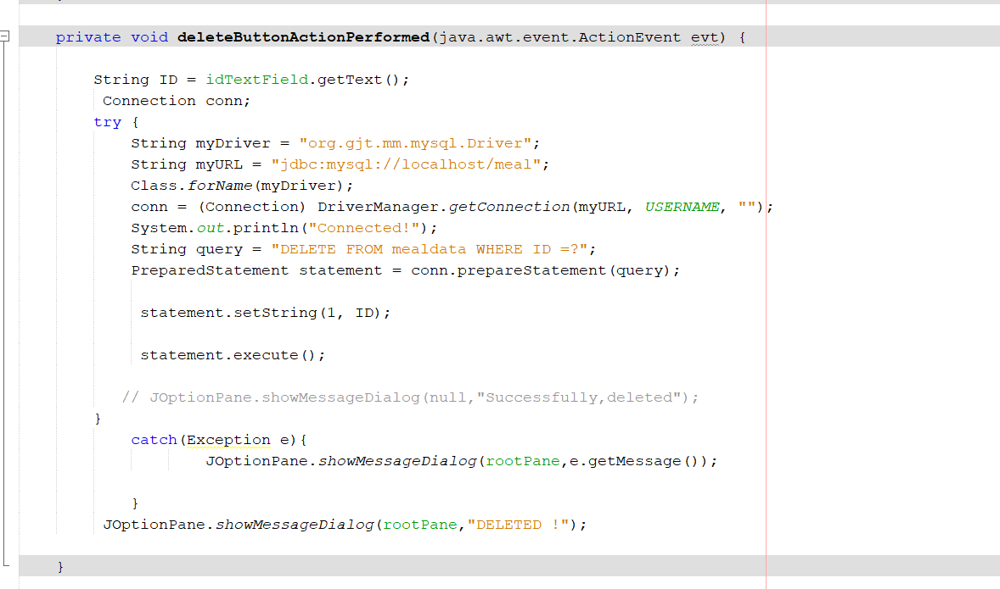 private void deleteButtonActionPerformed(java.awt.event.ActionEvent evt) {
String ID = idTextField.getText();
Connection conn;
try {
String myDriver = "org.gjt.mm.mysql.Driver";
String myURL = "jdbc:mysql://localhost/meal";
Class.forName(myDriver);
conn = (Connection) DriverManager.getConnection(myURL, USERNAME, "");
System.out.println("Connected!");
String query = "DELETE FROM mealdata WHERE ID =?";
PreparedStatement statement = conn.prepareStatement(query);
statement.setString(1, ID);
statement.execute();
// JOptionPane.showMessageDialog(null,"Successfully,deleted");
}
catch(Exception e){
JOptionPane.showMessageDialog(rootPane,e.getMessage());
}
JOptionPane.showMessageDialog(rootPane,"DELETED !");
}